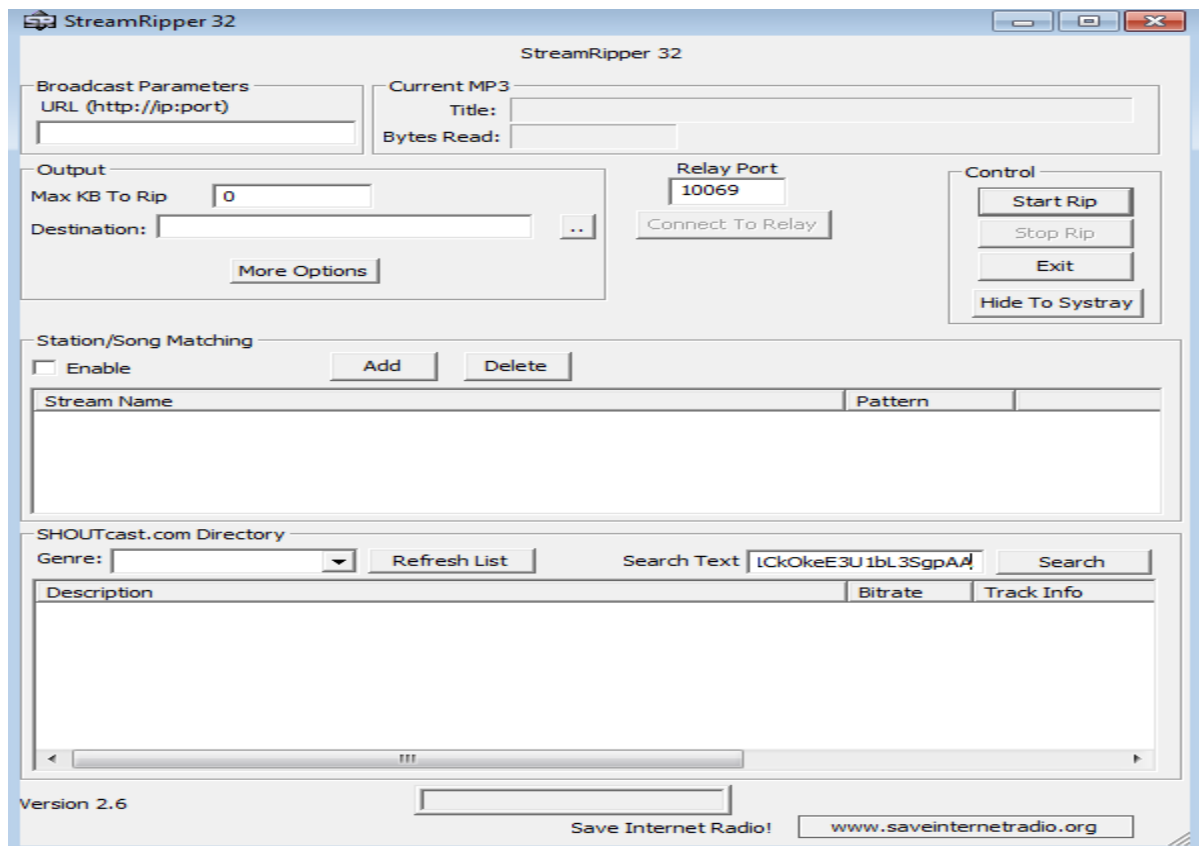 StreamRipper 32
StreamRipper 32
Broadcast Parameters
URL (http://ip:port)
Current MP3
Title:
Bytes Read:
Output
Max KB To Rip 0
Destination: ..
More Options
Relay Port
10069
Connect To Relay
Control
Start Rip
Stop Rip
Exit
Hide To Systray
Station/Song Matching
Enable Add Delete
Stream Name Pattern
SHOUTcast.com Directory
Genre: Refresh List Search Text Search
Description Bitrate Track Info
Version 2.6
Save Internet Radio! www.saveinternetradio.org